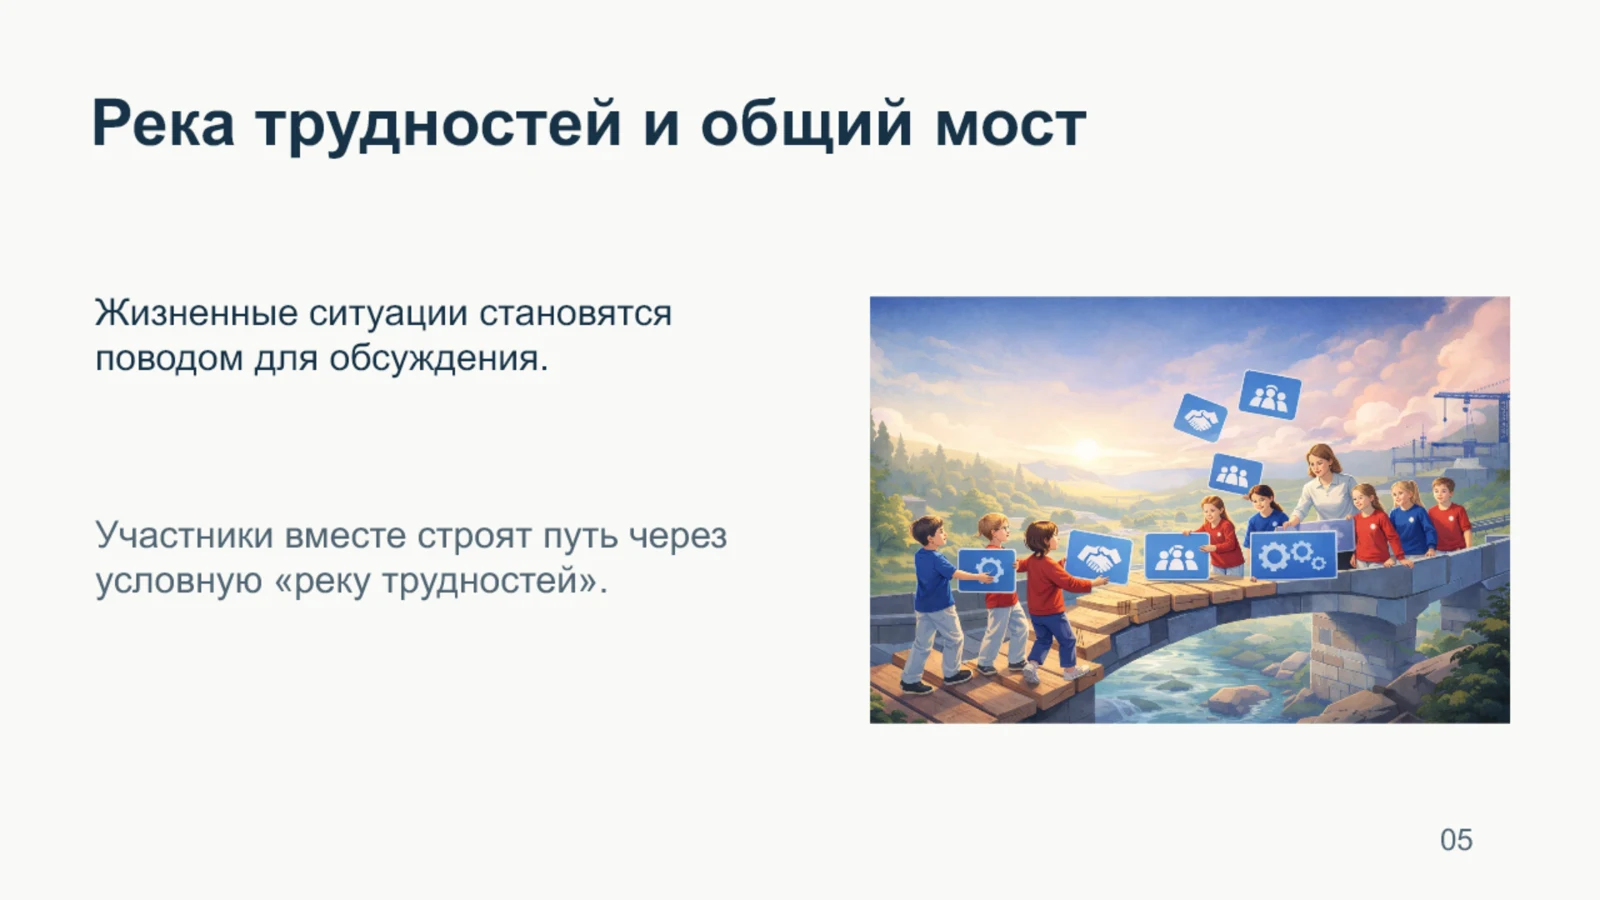 Река трудностей и общий мост
Жизненные ситуации становятся
поводом для обсуждения.
Участники вместе строят путь через
условную «реку трудностей».
05